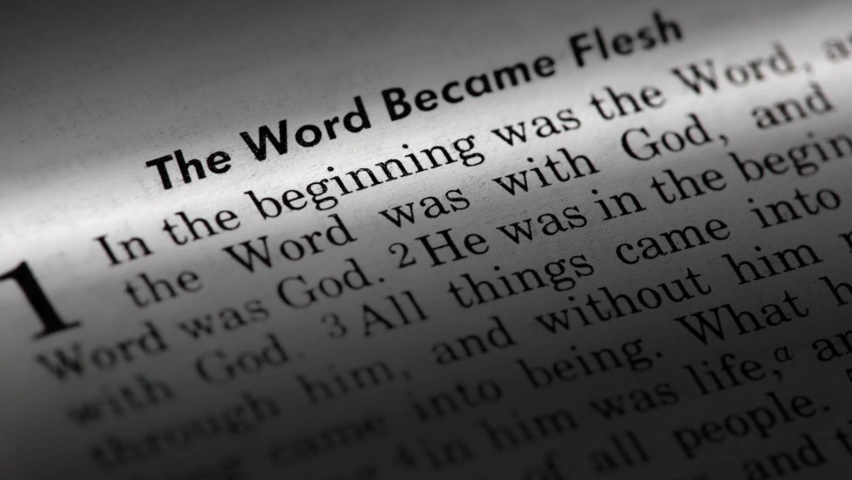 The Word Became Flesh
1 In the beginning was the Word, a
the Word was with God, and
Word was God. 2 He was in the begin
with God. 3 All things came into
through him, and without him
came into being. What h
4 in him was life,a an
of all people.
and th